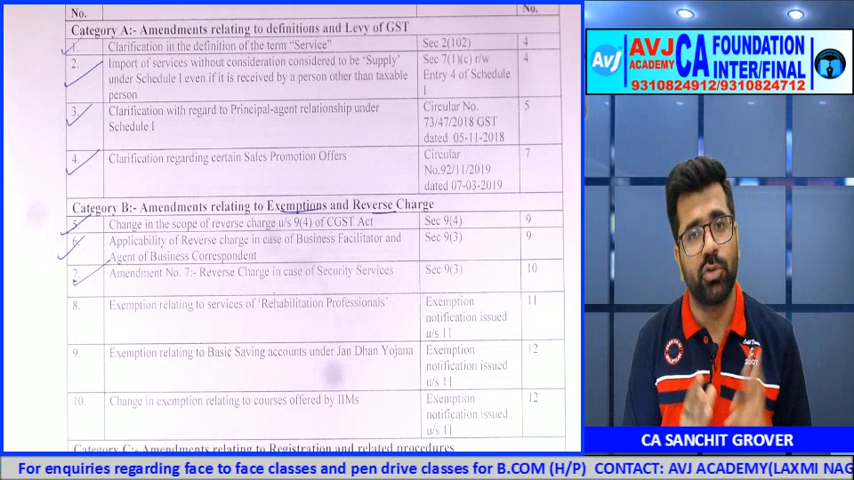 No.
No.
Category A:- Amendments relating to definitions and Levy of GST
1. Clarification in the definition of the term "Service" Sec 2(102) 4
2. Import of services without consideration considered to be 'Supply' Sec 7(1)(c) r/w 4
under Schedule I even if it is received by a person other than taxable Entry 4 of Schedule
person I
3. Clarification with regard to Principal-agent relationship under Circular No. 5
Schedule I 73/47/2018 GST
dated 05-11-2018
4. Clarification regarding certain Sales Promotion Offers Circular 7
No.92/11/2019
dated 07-03-2019
Category B:- Amendments relating to Exemptions and Reverse Charge
5. Change in the scope of reverse charge u/s 9(4) of CGST Act Sec 9(4) 9
6. Applicability of Reverse charge in case of Business Facilitator and Sec 9(3) 9
Agent of Business Correspondent
7. Amendment No. 7:- Reverse Charge in case of Security Services Sec 9(3) 10
8. Exemption relating to services of 'Rehabilitation Professionals' Exemption 11
notification issued
u/s 11
9. Exemption relating to Basic Saving accounts under Jan Dhan Yojana Exemption 12
notification issued
u/s 11
10. Change in exemption relating to courses offered by IIMs Exemption 12
notification issued
u/s 11
Category C:- Amendments relating to Registration and related procedures
AVJ
AVJ
ACADEMY
CA
FOUNDATION
INTER/FINAL
9310824912/9310824712
2007
CA SANCHIT GROVER
For enquiries regarding face to face classes and pen drive classes for B.COM (H/P) CONTACT: AVJ ACADEMY(LAXMI NAG